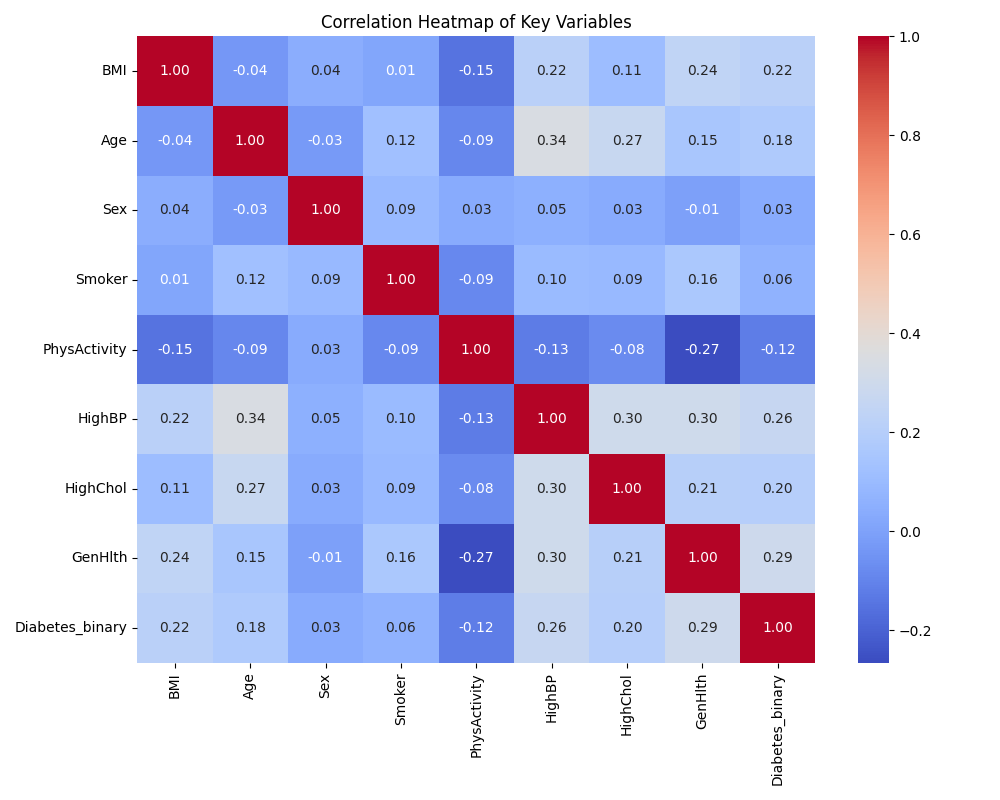 Correlation Heatmap of Key Variables
BMI 1.00 -0.04 0.04 0.01 -0.15 0.22 0.11 0.24 0.22
Age -0.04 1.00 -0.03 0.12 -0.09 0.34 0.27 0.15 0.18
Sex 0.04 -0.03 1.00 0.09 0.03 0.05 0.03 -0.01 0.03
Smoker 0.01 0.12 0.09 1.00 -0.09 0.10 0.09 0.16 0.06
PhysActivity -0.15 -0.09 0.03 -0.09 1.00 -0.13 -0.08 -0.27 -0.12
HighBP 0.22 0.34 0.05 0.10 -0.13 1.00 0.30 0.30 0.26
HighChol 0.11 0.27 0.03 0.09 -0.08 0.30 1.00 0.21 0.20
GenHlth 0.24 0.15 -0.01 0.16 -0.27 0.30 0.21 1.00 0.29
Diabetes_binary 0.22 0.18 0.03 0.06 -0.12 0.26 0.20 0.29 1.00
BMI Age Sex Smoker PhysActivity HighBP HighChol GenHlth Diabetes_binary
1.0
0.8
0.6
0.4
0.2
0.0
−0.2